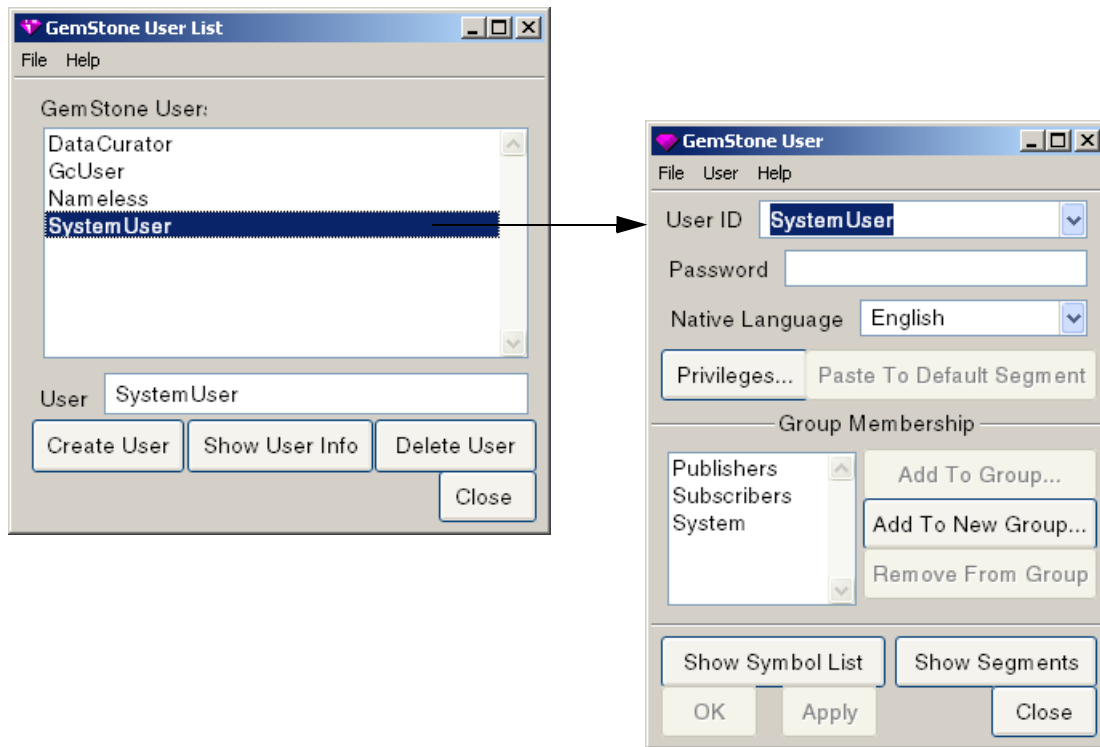 GemStone User List
File Help
GemStone User:
DataCurator
GcUser
Nameless
SystemUser
User SystemUser
Create User Show User Info Delete User
Close
GemStone User
File User Help
User ID SystemUser
Password
Native Language English
Privileges... Paste To Default Segment
Group Membership
Publishers
Subscribers
System
Add To Group...
Add To New Group...
Remove From Group
Show Symbol List Show Segments
OK Apply Close